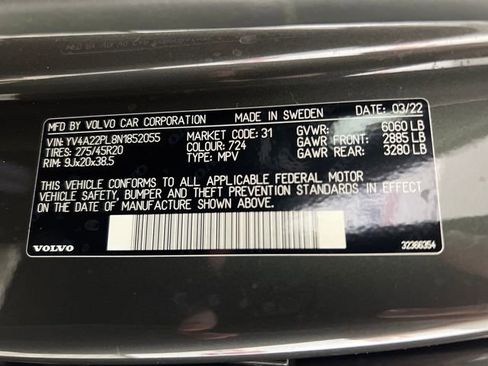 MFD BY VOLVO CAR CORPORATION MADE IN SWEDEN DATE: 03/22
VIN: YV4A22PL8N1852055 MARKET CODE: 31 GVWR: 6060 LB
TIRES: 275/45R20 COLOUR: 724 GAWR FRONT: 2885 LB
RIM: 9Jx20x38.5 TYPE: MPV GAWR REAR: 3280 LB
THIS VEHICLE CONFORMS TO ALL APPLICABLE FEDERAL MOTOR
VEHICLE SAFETY, BUMPER AND THEFT PREVENTION STANDARDS IN EFFECT
ON THE DATE OF MANUFACTURE SHOWN ABOVE.
VOLVO 32366354